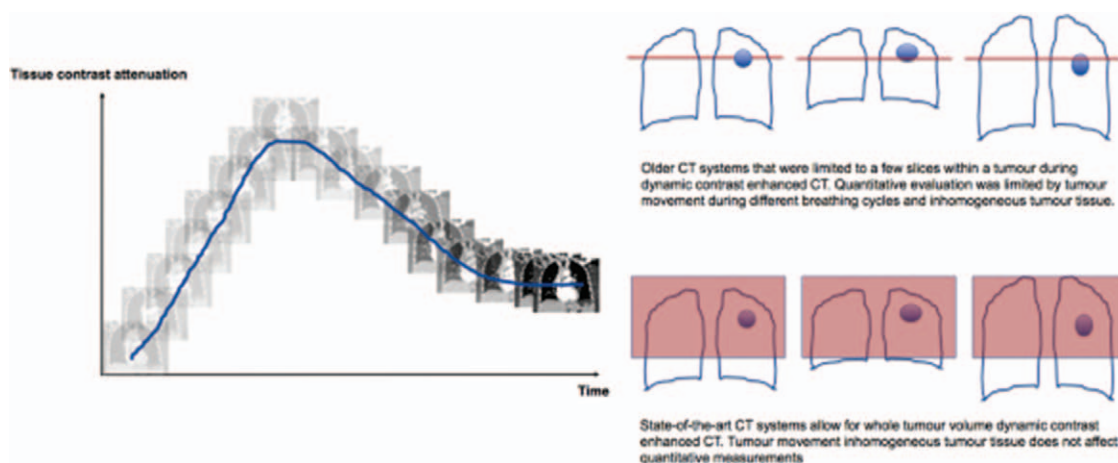 Tissue contrast attenuation
Time
Older CT systems that were limited to a few slices within a tumour during
dynamic contrast enhanced CT. Quantitative evaluation was limited by tumour
movement during different breathing cycles and inhomogeneous tumour tissue.
State-of-the-art CT systems allow for whole tumour volume dynamic contrast
enhanced CT. Tumour movement inhomogeneous tumour tissue does not affect
quantitative measurements